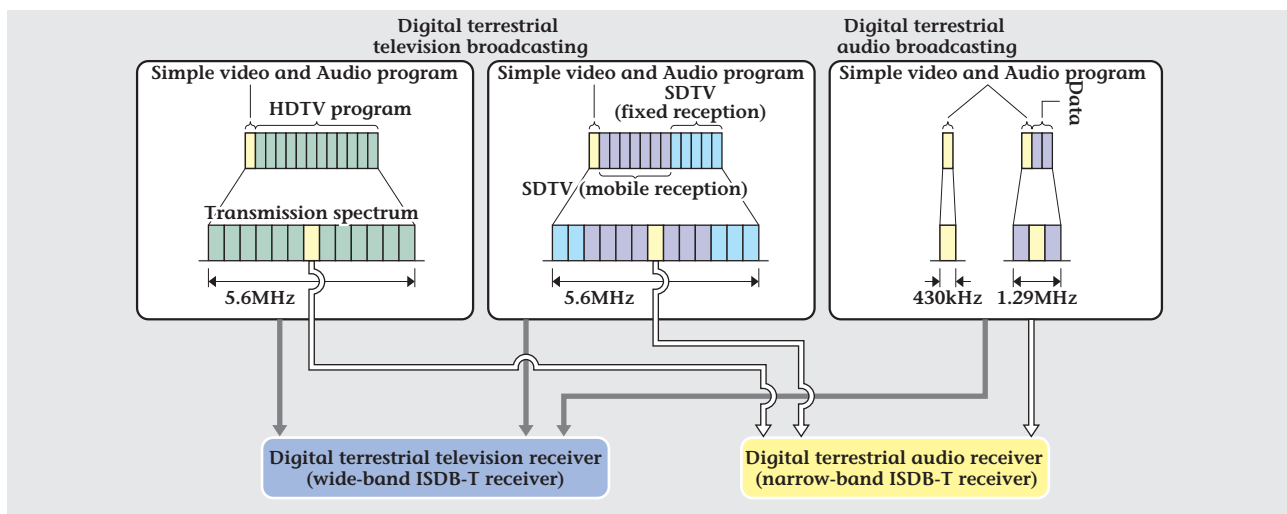 Digital terrestrial
television broadcasting
Digital terrestrial
audio broadcasting
Simple video and Audio program
HDTV program
Transmission spectrum
5.6MHz
Simple video and Audio program
SDTV
(fixed reception)
SDTV (mobile reception)
5.6MHz
Simple video and Audio program
Data
430kHz
1.29MHz
Digital terrestrial television receiver
(wide-band ISDB-T receiver)
Digital terrestrial audio receiver
(narrow-band ISDB-T receiver)